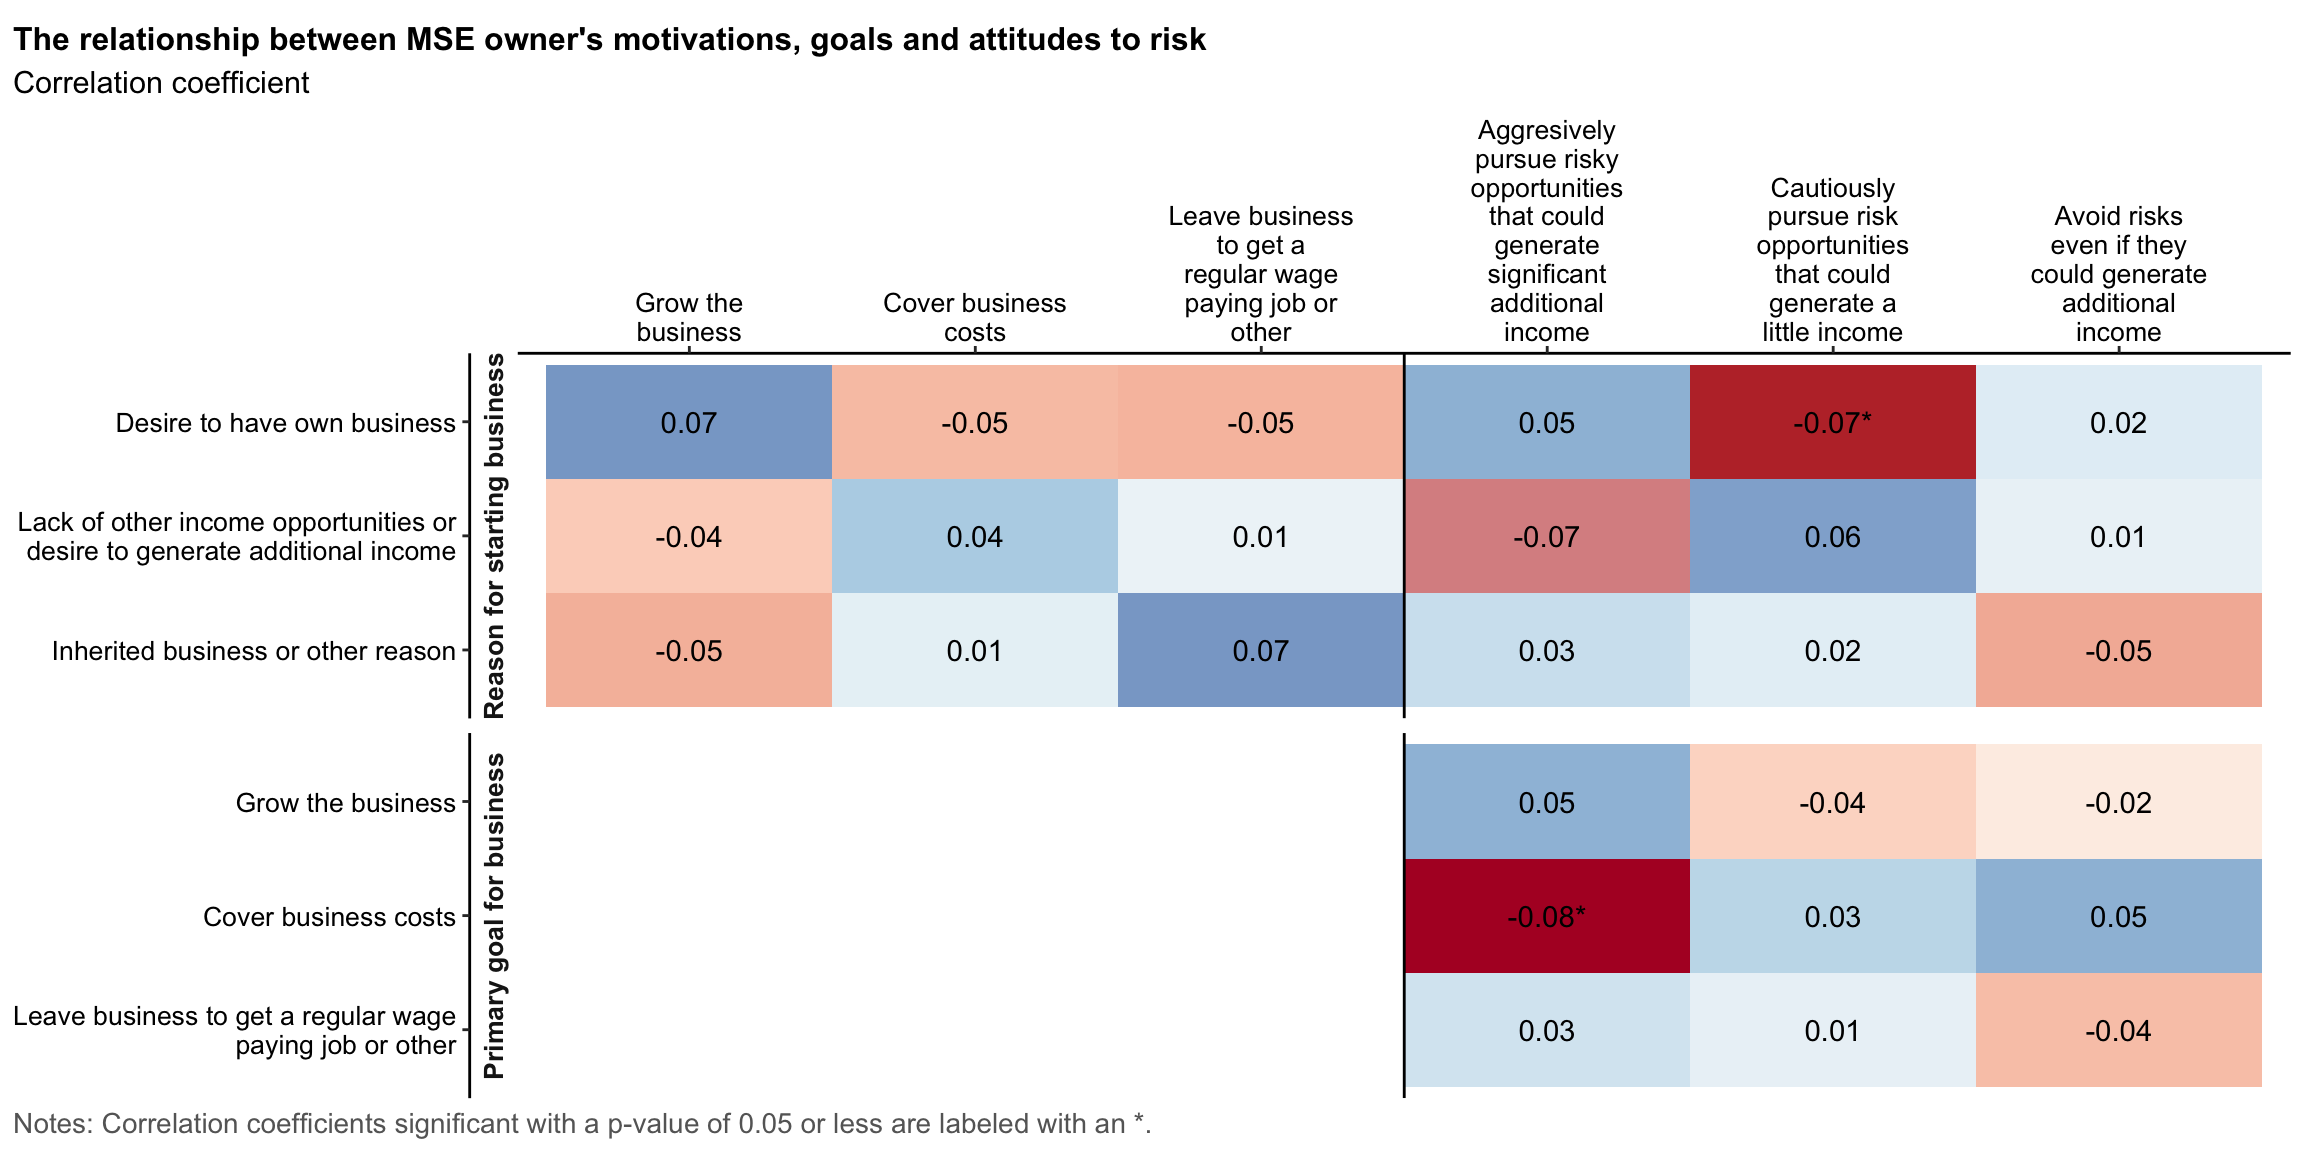 The relationship between MSE owner's motivations, goals and attitudes to risk
Correlation coefficient
Grow the
business
Cover business
costs
Leave business
to get a
regular wage
paying job or
other
Aggresively
pursue risky
opportunities
that could
generate
significant
additional
income
Cautiously
pursue risk
opportunities
that could
generate a
little income
Avoid risks
even if they
could generate
additional
income
Reason for starting business
Desire to have own business
0.07
-0.05
-0.05
0.05
-0.07*
0.02
Lack of other income opportunities or
desire to generate additional income
-0.04
0.04
0.01
-0.07
0.06
0.01
Inherited business or other reason
-0.05
0.01
0.07
0.03
0.02
-0.05
Primary goal for business
Grow the business
0.05
-0.04
-0.02
Cover business costs
-0.08*
0.03
0.05
Leave business to get a regular wage
paying job or other
0.03
0.01
-0.04
Notes: Correlation coefficients significant with a p-value of 0.05 or less are labeled with an *.